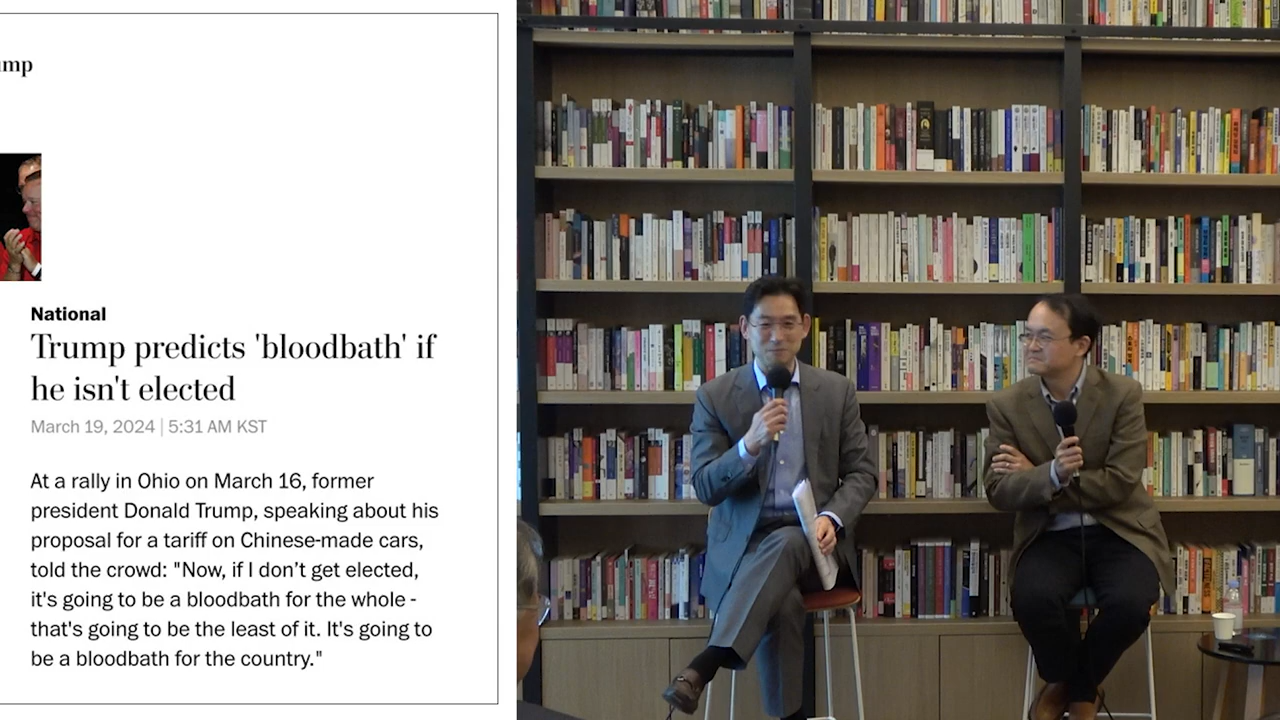 ump
National
Trump predicts 'bloodbath' if
he isn't elected
March 19, 2024 | 5:31 AM KST
At a rally in Ohio on March 16, former
president Donald Trump, speaking about his
proposal for a tariff on Chinese-made cars,
told the crowd: "Now, if I don’t get elected,
it's going to be a bloodbath for the whole -
that's going to be the least of it. It's going to
be a bloodbath for the country."